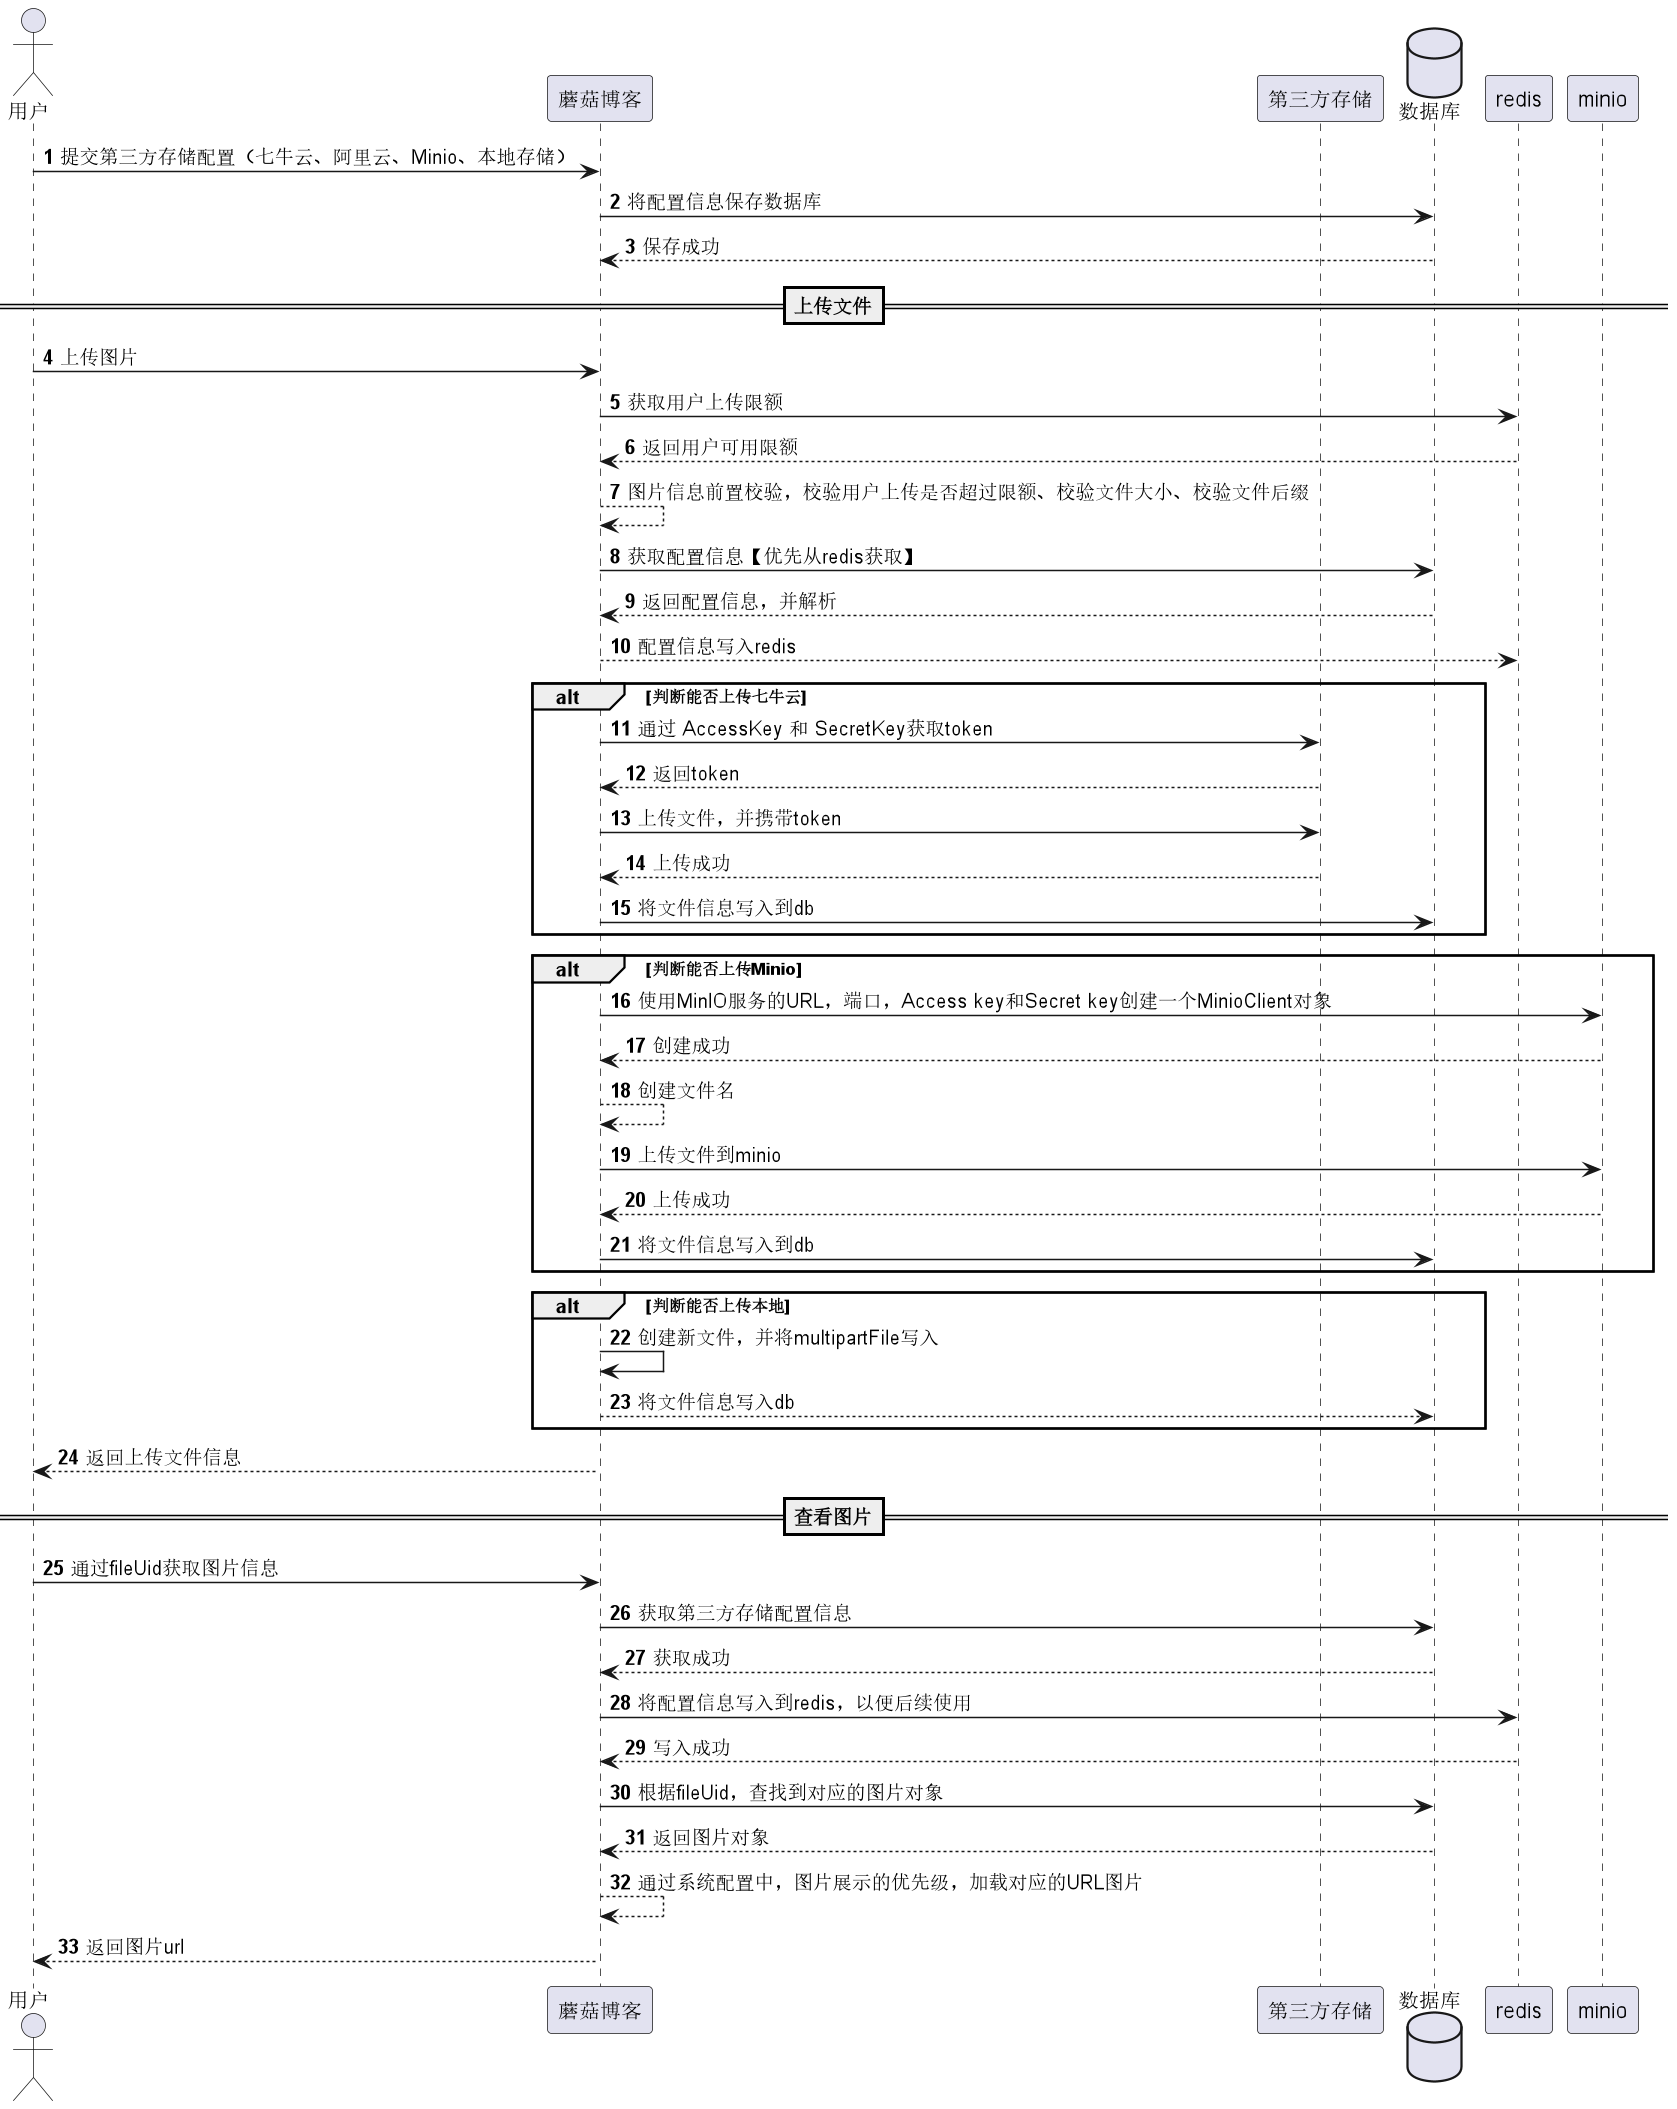 用户
蘑菇博客
第三方存储
数据库
redis
minio
1 提交第三方存储配置（七牛云、阿里云、Minio、本地存储）
2 将配置信息保存数据库
3 保存成功
上传文件
4 上传图片
5 获取用户上传限额
6 返回用户可用限额
7 图片信息前置校验，校验用户上传是否超过限额、校验文件大小、校验文件后缀
8 获取配置信息【优先从redis获取】
9 返回配置信息，并解析
10 配置信息写入redis
alt [判断能否上传七牛云]
11 通过 AccessKey 和 SecretKey获取token
12 返回token
13 上传文件，并携带token
14 上传成功
15 将文件信息写入到db
alt [判断能否上传Minio]
16 使用MinIO服务的URL，端口，Access key和Secret key创建一个MinioClient对象
17 创建成功
18 创建文件名
19 上传文件到minio
20 上传成功
21 将文件信息写入到db
alt [判断能否上传本地]
22 创建新文件，并将multipartFile写入
23 将文件信息写入db
24 返回上传文件信息
查看图片
25 通过fileUid获取图片信息
26 获取第三方存储配置信息
27 获取成功
28 将配置信息写入到redis，以便后续使用
29 写入成功
30 根据fileUid，查找到对应的图片对象
31 返回图片对象
32 通过系统配置中，图片展示的优先级，加载对应的URL图片
33 返回图片url
用户
蘑菇博客
第三方存储
数据库
redis
minio